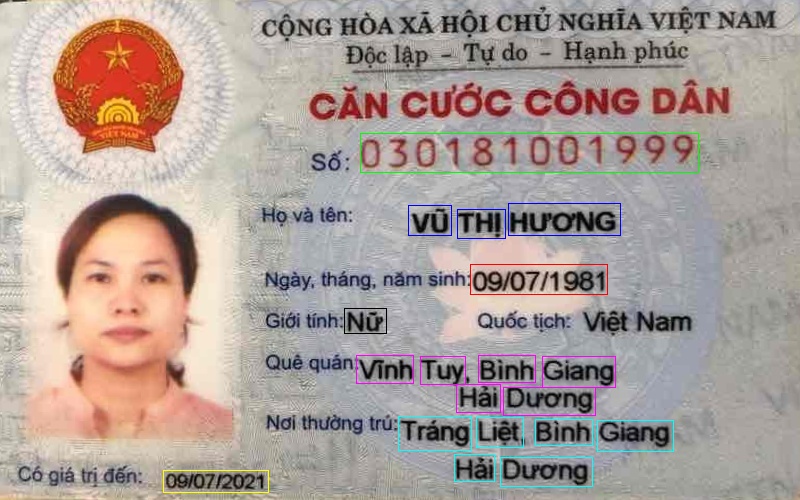 CỘNG HÒA XÃ HỘI CHỦ NGHĨA VIỆT NAM
Độc lập - Tự do - Hạnh phúc
CĂN CƯỚC CÔNG DÂN
Số: 030181001999
Họ và tên: VŨ THỊ HƯƠNG
Ngày, tháng, năm sinh: 09/07/1981
Giới tính: Nữ Quốc tịch: Việt Nam
Quê quán: Vĩnh Tuy, Bình Giang
Hải Dương
Nơi thường trú: Tráng Liệt, Bình Giang
Hải Dương
Có giá trị đến: 09/07/2021